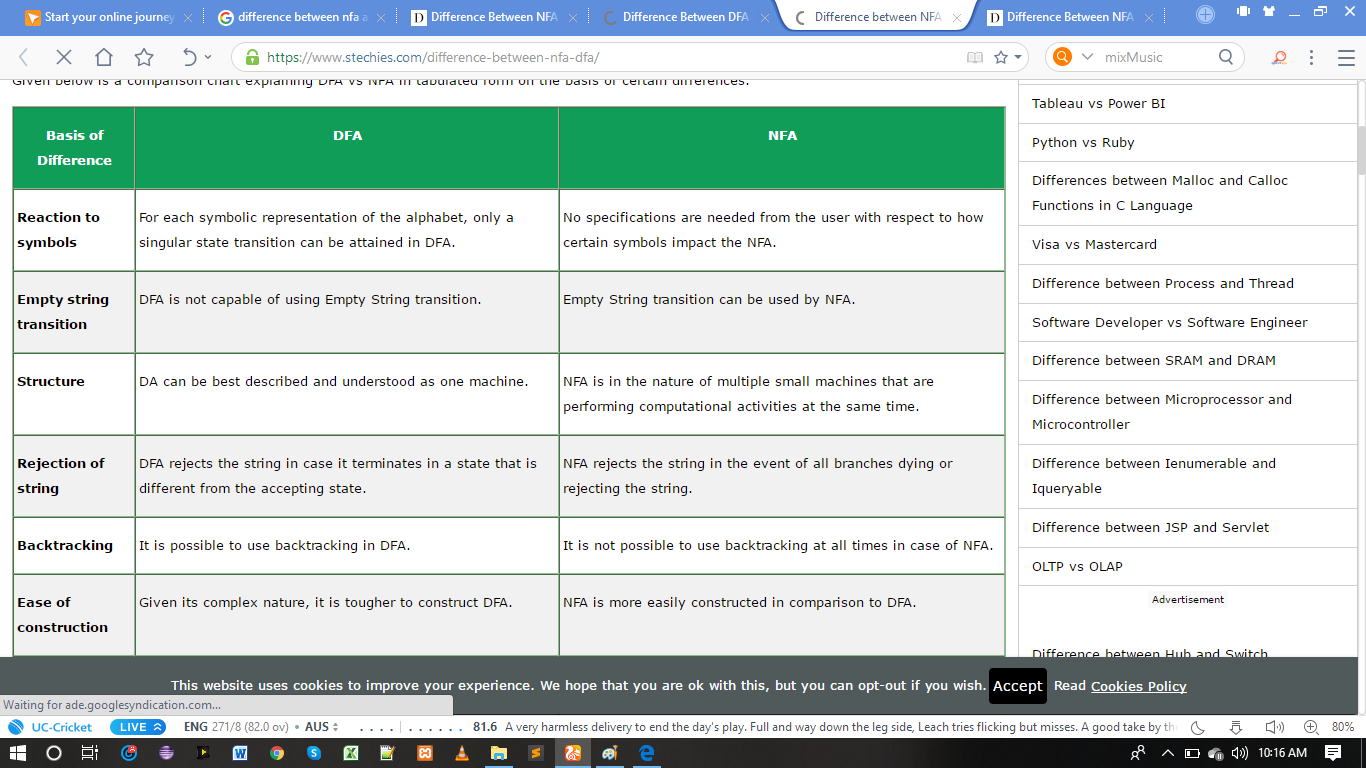 Start your online journey
difference between nfa a
Difference Between NFA
Difference Between DFA
Difference between NFA
Difference Between NFA
https://www.stechies.com/difference-between-nfa-dfa/
mixMusic
Given below is a comparison chart explaining DFA vs NFA in tabulated form on the basis of certain differences.
Basis of
Difference
DFA
NFA
Reaction to
symbols
For each symbolic representation of the alphabet, only a
singular state transition can be attained in DFA.
No specifications are needed from the user with respect to how
certain symbols impact the NFA.
Empty string
transition
DFA is not capable of using Empty String transition.
Empty String transition can be used by NFA.
Structure
DA can be best described and understood as one machine.
NFA is in the nature of multiple small machines that are
performing computational activities at the same time.
Rejection of
string
DFA rejects the string in case it terminates in a state that is
different from the accepting state.
NFA rejects the string in the event of all branches dying or
rejecting the string.
Backtracking
It is possible to use backtracking in DFA.
It is not possible to use backtracking at all times in case of NFA.
Ease of
construction
Given its complex nature, it is tougher to construct DFA.
NFA is more easily constructed in comparison to DFA.
Tableau vs Power BI
Python vs Ruby
Differences between Malloc and Calloc
Functions in C Language
Visa vs Mastercard
Difference between Process and Thread
Software Developer vs Software Engineer
Difference between SRAM and DRAM
Difference between Microprocessor and
Microcontroller
Difference between Ienumerable and
Iqueryable
Difference between JSP and Servlet
OLTP vs OLAP
Advertisement
Difference between Hub and Switch
This website uses cookies to improve your experience. We hope that you are ok with this, but you can opt-out if you wish. Accept Read Cookies Policy
Waiting for ade.googlesyndication.com...
UC-Cricket LIVE ENG 271/8 (82.0 ov) • AUS . . . . | . . . . . . 81.6 A very harmless delivery to end the day's play. Full and way down the leg side, Leach tries flicking but misses. A good take by th 80%
10:16 AM